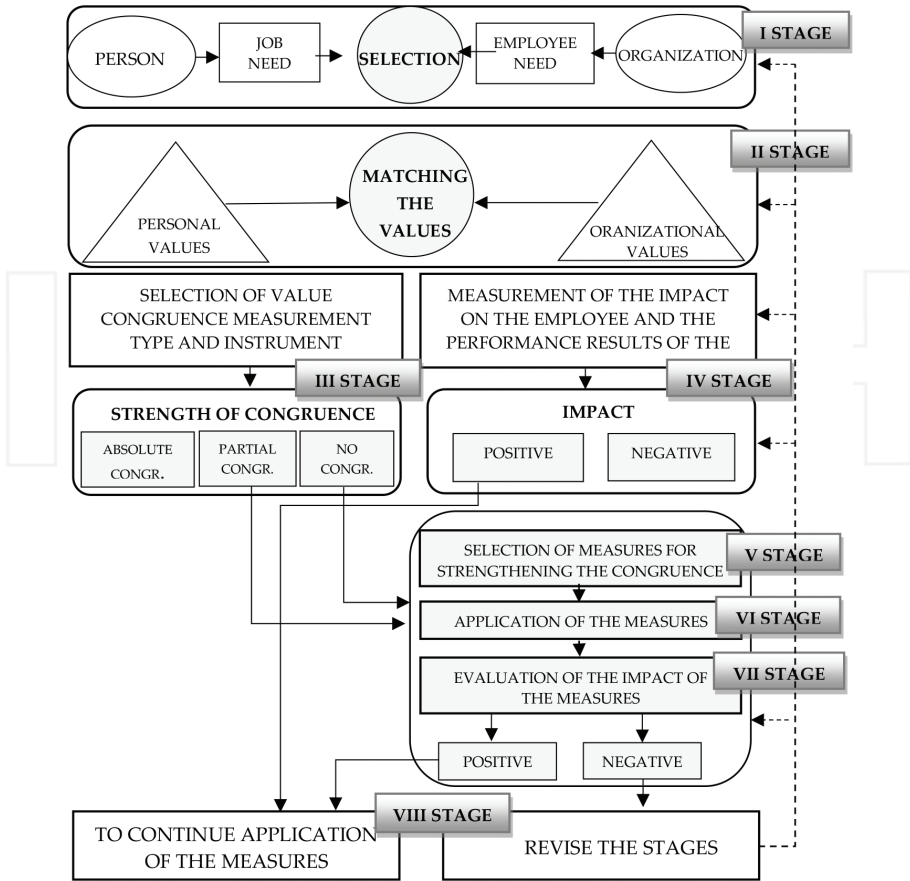 I STAGE
PERSON
JOB
NEED
SELECTION
EMPLOYEE
NEED
ORGANIZATION
II STAGE
MATCHING
THE
VALUES
PERSONAL
VALUES
ORANIZATIONAL
VALUES
SELECTION OF VALUE
CONGRUENCE MEASUREMENT
TYPE AND INSTRUMENT
MEASUREMENT OF THE IMPACT
ON THE EMPLOYEE AND THE
PERFORMANCE RESULTS OF THE
III STAGE
IV STAGE
STRENGTH OF CONGRUENCE
ABSOLUTE
CONGR.
PARTIAL
CONGR.
NO
CONGR.
IMPACT
POSITIVE
NEGATIVE
SELECTION OF MEASURES FOR
STRENGTHENING THE CONGRUENCE
V STAGE
APPLICATION OF THE MEASURES
VI STAGE
EVALUATION OF THE IMPACT OF
THE MEASURES
VII STAGE
POSITIVE
NEGATIVE
VIII STAGE
TO CONTINUE APPLICATION
OF THE MEASURES
REVISE THE STAGES